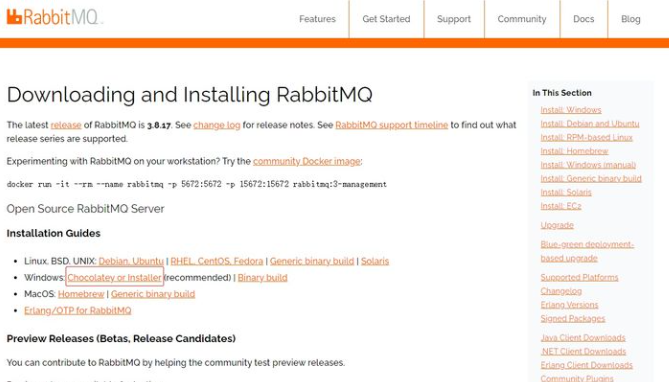 RabbitMQ
Features
Get Started
Support
Community
Docs
Blog
Downloading and Installing RabbitMQ
The latest release of RabbitMQ is 3.8.17. See change log for release notes. See RabbitMQ support timeline to find out what
release series are supported.
Experimenting with RabbitMQ on your workstation? Try the community Docker image:
docker run -it --rm --name rabbitmq -p 5672:5672 -p 15672:15672 rabbitmq:3-management
Open Source RabbitMQ Server
Installation Guides
Linux, BSD, UNIX: Debian, Ubuntu | RHEL, CentOS, Fedora | Generic binary build | Solaris
Windows: Chocolatey or Installer (recommended) | Binary build
MacOS: Homebrew | Generic binary build
Erlang/OTP for RabbitMQ
Preview Releases (Betas, Release Candidates)
You can contribute to RabbitMQ by helping the community test preview releases.
In This Section
Install: Windows
Install: Debian and Ubuntu
Install: RPM-based Linux
Install: Homebrew
Install: Windows (manual)
Install: Generic binary build
Install: Solaris
Install: EC2
Upgrade
Blue-green deployment-
based upgrade
Supported Platforms
Changelog
Erlang Versions
Signed Packages
Java Client Downloads
.NET Client Downloads
Erlang Client Downloads
Community Plugins